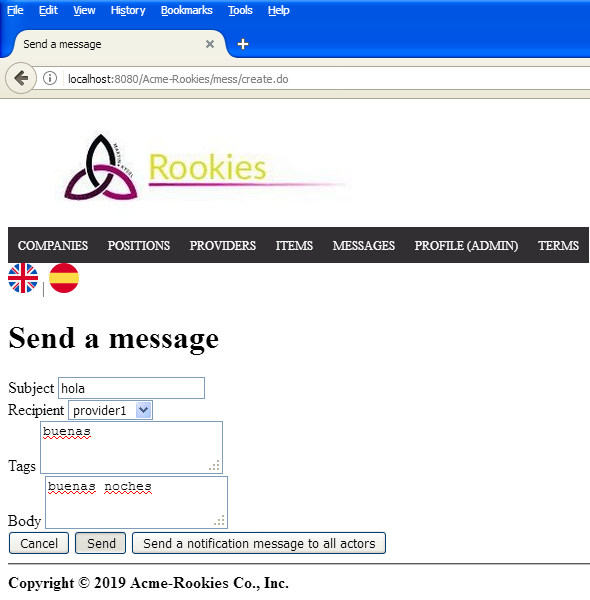 File Edit View History Bookmarks Tools Help
Send a message
localhost:8080/Acme-Rookies/mess/create.do
Rookies
COMPANIES POSITIONS PROVIDERS ITEMS MESSAGES PROFILE (ADMIN) TERMS
|
Send a message
Subject hola
Recipient provider1
Tags buenas
Body buenas noches
Cancel Send Send a notification message to all actors
Copyright © 2019 Acme-Rookies Co., Inc.